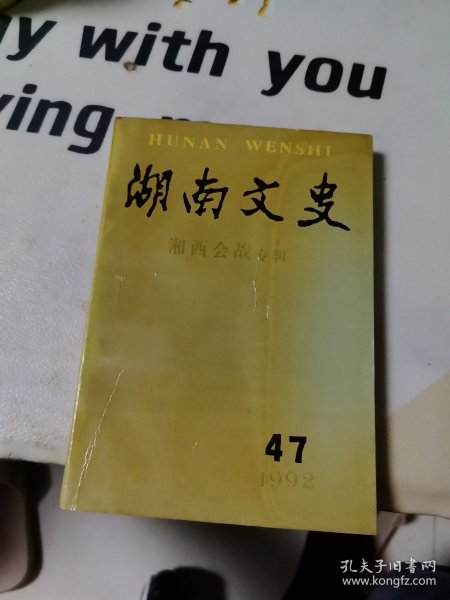 y with you
ving
HUNAN WENSHI
湖南文史
湘西会战专辑
47
1992
孔夫子旧书网
www.kongfz.com